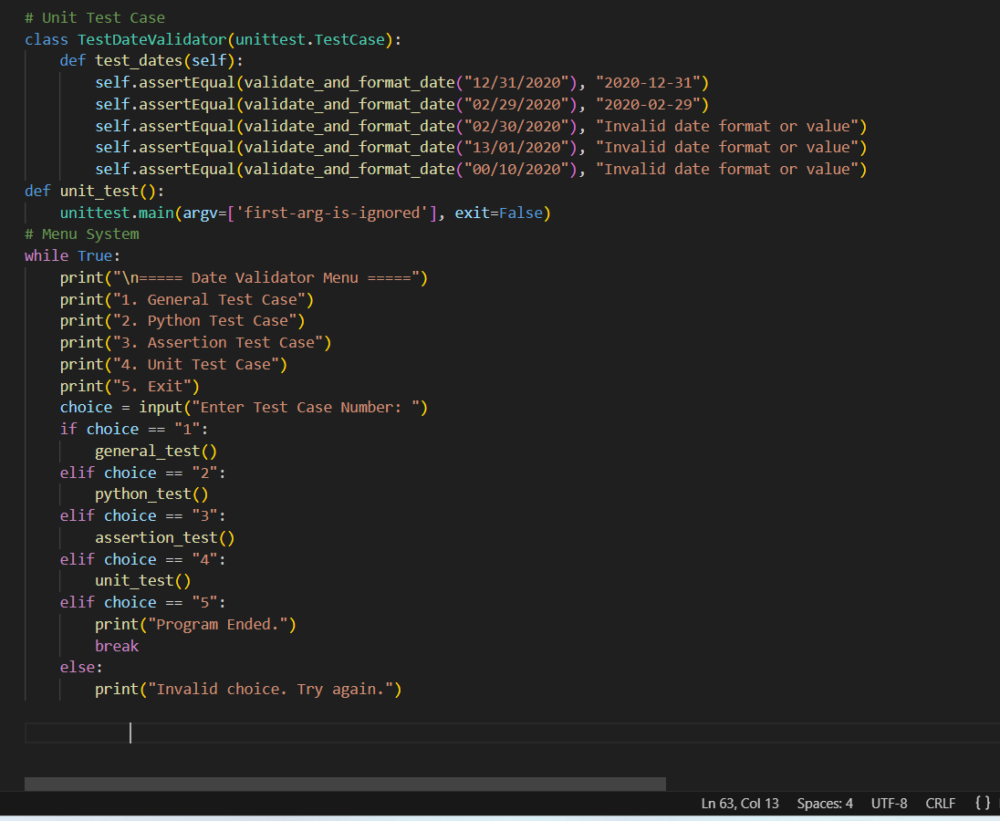 # Unit Test Case
class TestDateValidator(unittest.TestCase):
    def test_dates(self):
        self.assertEqual(validate_and_format_date("12/31/2020"), "2020-12-31")
        self.assertEqual(validate_and_format_date("02/29/2020"), "2020-02-29")
        self.assertEqual(validate_and_format_date("02/30/2020"), "Invalid date format or value")
        self.assertEqual(validate_and_format_date("13/01/2020"), "Invalid date format or value")
        self.assertEqual(validate_and_format_date("00/10/2020"), "Invalid date format or value")
def unit_test():
    unittest.main(argv=['first-arg-is-ignored'], exit=False)
# Menu System
while True:
    print("\n===== Date Validator Menu =====")
    print("1. General Test Case")
    print("2. Python Test Case")
    print("3. Assertion Test Case")
    print("4. Unit Test Case")
    print("5. Exit")
    choice = input("Enter Test Case Number: ")
    if choice == "1":
        general_test()
    elif choice == "2":
        python_test()
    elif choice == "3":
        assertion_test()
    elif choice == "4":
        unit_test()
    elif choice == "5":
        print("Program Ended.")
        break
    else:
        print("Invalid choice. Try again.")
Ln 63, Col 13 Spaces: 4 UTF-8 CRLF { }